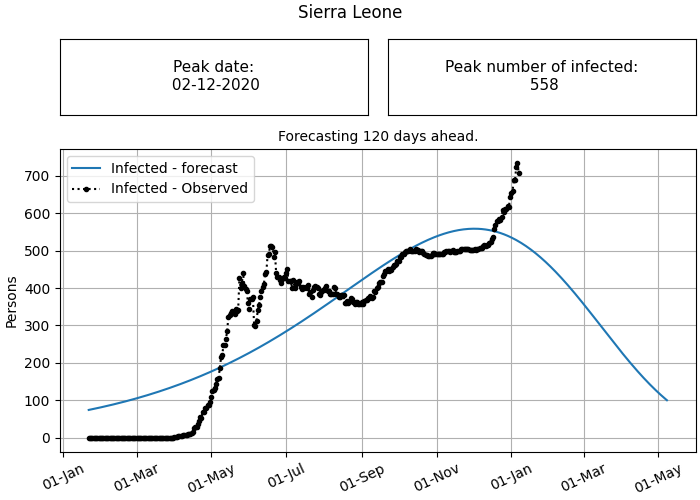 Sierra Leone
Peak date:
02-12-2020
Peak number of infected:
558
Forecasting 120 days ahead.
Infected - forecast
Infected - Observed
Persons
700
600
500
400
300
200
100
0
01-Jan
01-Mar
01-May
01-Jul
01-Sep
01-Nov
01-Jan
01-Mar
01-May